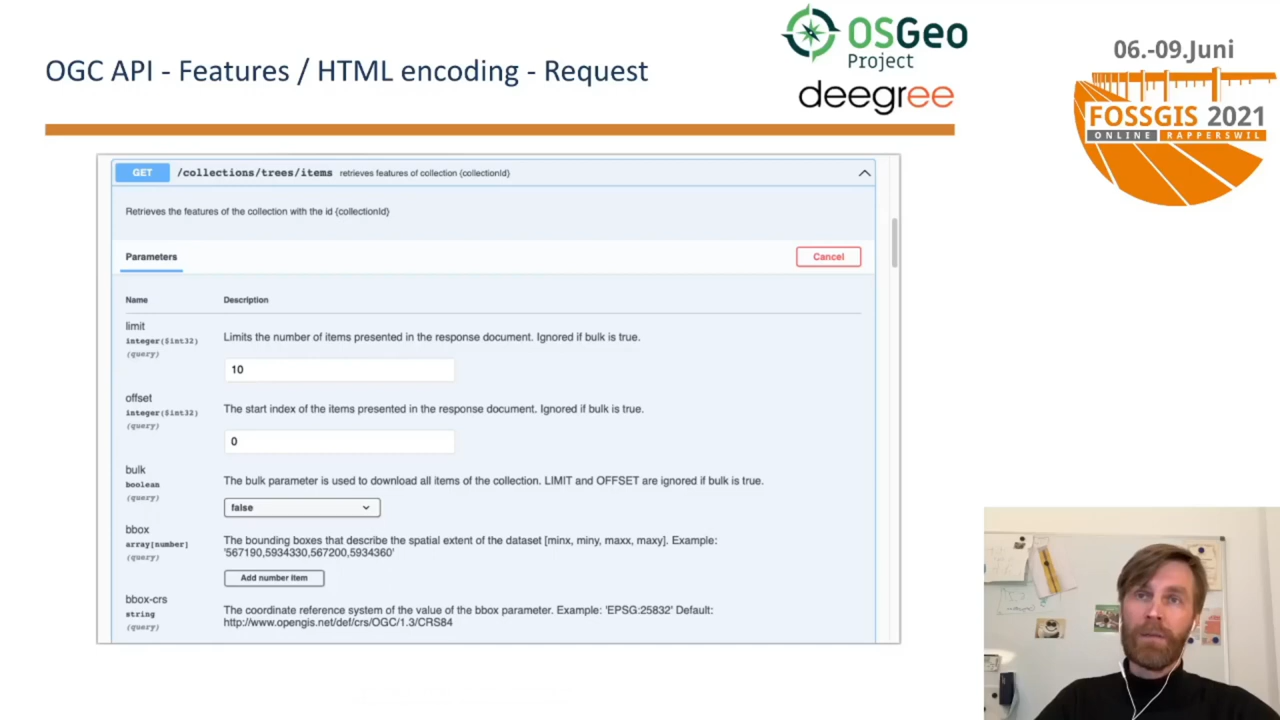 OGC API - Features / HTML encoding - Request
OSGeo
Project
deegree
06.-09.Juni
FOSSGIS 2021
ONLINE RAPPERSWIL
GET /collections/trees/items retrieves features of collection {collectionId}
Retrieves the features of the collection with the id {collectionId}
Parameters
Cancel
Name Description
limit
integer($int32)
(query)
Limits the number of items presented in the response document. Ignored if bulk is true.
10
offset
integer($int32)
(query)
The start index of the items presented in the response document. Ignored if bulk is true.
0
bulk
boolean
(query)
The bulk parameter is used to download all items of the collection. LIMIT and OFFSET are ignored if bulk is true.
false
bbox
array[number]
(query)
The bounding boxes that describe the spatial extent of the dataset [minx, miny, maxx, maxy]. Example:
'567190,5934330,567200,5934360'
Add number item
bbox-crs
string
(query)
The coordinate reference system of the value of the bbox parameter. Example: 'EPSG:25832' Default:
http://www.opengis.net/def/crs/OGC/1.3/CRS84